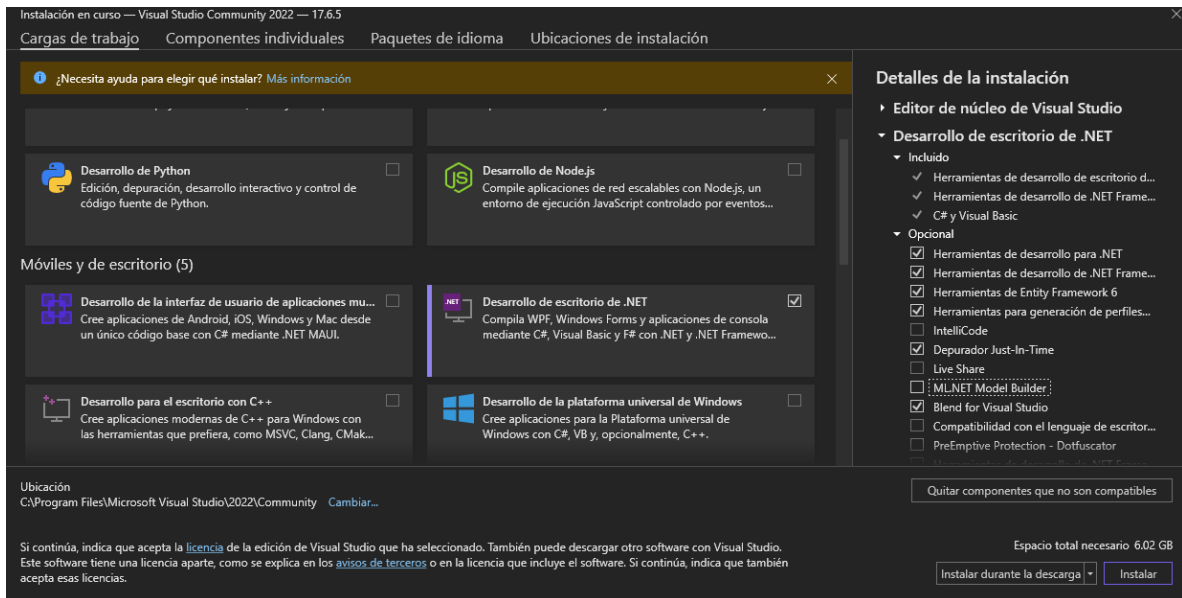 Instalación en curso — Visual Studio Community 2022 — 17.6.5
Cargas de trabajo
Componentes individuales
Paquetes de idioma
Ubicaciones de instalación
¿Necesita ayuda para elegir qué instalar? Más información
Desarrollo de Python
Edición, depuración, desarrollo interactivo y control de
código fuente de Python.
Desarrollo de Node.js
Compile aplicaciones de red escalables con Node.js, un
entorno de ejecución JavaScript controlado por eventos...
Móviles y de escritorio (5)
Desarrollo de la interfaz de usuario de aplicaciones mu...
Cree aplicaciones de Android, iOS, Windows y Mac desde
un único código base con C# mediante .NET MAUI.
.NET
Desarrollo de escritorio de .NET
Compila WPF, Windows Forms y aplicaciones de consola
mediante C#, Visual Basic y F# con .NET y .NET Framewo...
Desarrollo para el escritorio con C++
Cree aplicaciones modernas de C++ para Windows con
las herramientas que prefiera, como MSVC, Clang, CMak...
Desarrollo de la plataforma universal de Windows
Cree aplicaciones para la Plataforma universal de
Windows con C#, VB y, opcionalmente, C++.
Detalles de la instalación
Editor de núcleo de Visual Studio
Desarrollo de escritorio de .NET
Incluido
Herramientas de desarrollo de escritorio d...
Herramientas de desarrollo de .NET Frame...
C# y Visual Basic
Opcional
Herramientas de desarrollo para .NET
Herramientas de desarrollo de .NET Frame...
Herramientas de Entity Framework 6
Herramientas para generación de perfiles...
IntelliCode
Depurador Just-In-Time
Live Share
ML.NET Model Builder
Blend for Visual Studio
Compatibilidad con el lenguaje de escritor...
PreEmptive Protection - Dotfuscator
Ubicación
C:\Program Files\Microsoft Visual Studio\2022\Community Cambiar...
Quitar componentes que no son compatibles
Si continúa, indica que acepta la licencia de la edición de Visual Studio que ha seleccionado. También puede descargar otro software con Visual Studio.
Este software tiene una licencia aparte, como se explica en los avisos de terceros o en la licencia que incluye el software. Si continúa, indica que también
acepta esas licencias.
Espacio total necesario 6.02 GB
Instalar durante la descarga
Instalar